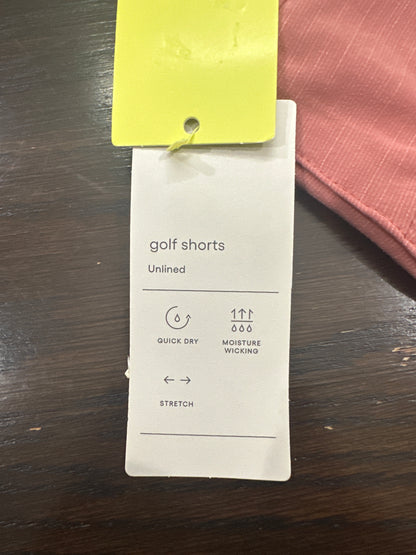 golf shorts
Unlined
QUICK DRY
MOISTURE
WICKING
STRETCH